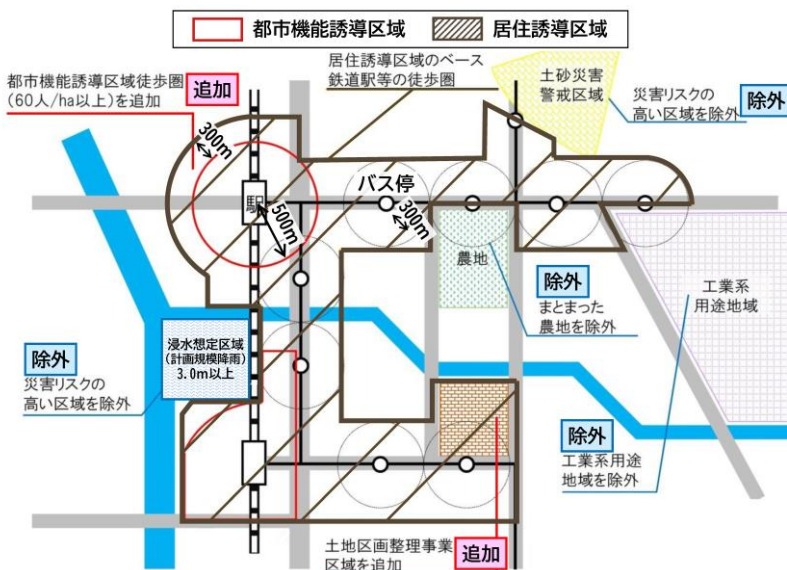 都市機能誘導区域
居住誘導区域
都市機能誘導区域徒歩圏
(60人/ha以上)を追加
追加
居住誘導区域のベース
鉄道駅等の徒歩圏
土砂災害
警戒区域
災害リスクの
高い区域を除外
除外
300m
駅
500m
バス停
300m
農地
除外
まとまった
農地を除外
工業系
用途地域
浸水想定区域
(計画規模降雨)
3.0m以上
除外
災害リスクの
高い区域を除外
除外
工業系用途
地域を除外
土地区画整理事業
区域を追加
追加